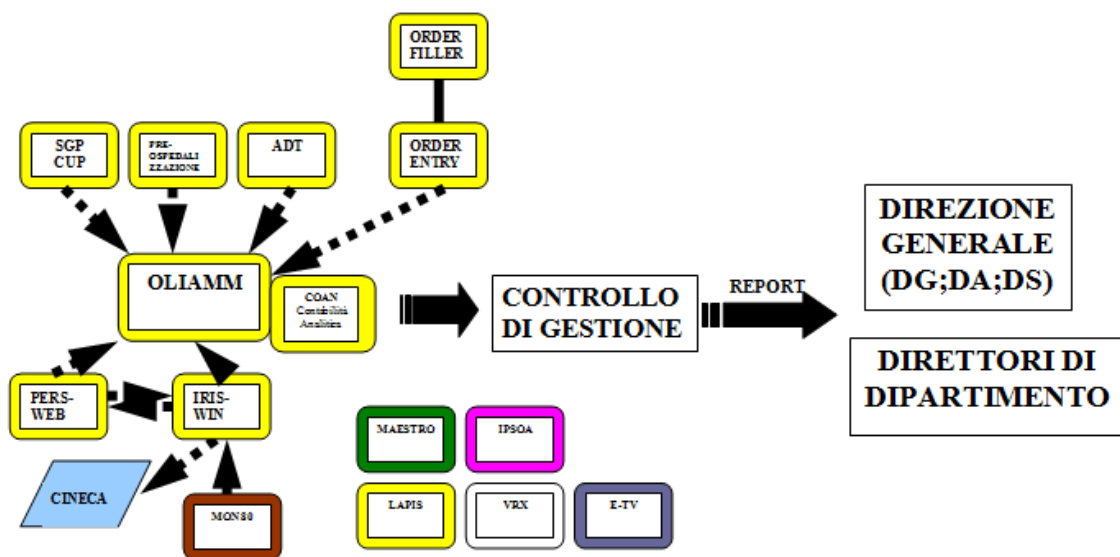 ORDER
FILLER
SGP
CUP
PRE-
OSPEDALI
ZZAZIONE
ADT
ORDER
ENTRY
OLIAMM
COAN
Contabilità
Analitica
CONTROLLO
DI GESTIONE
REPORT
DIREZIONE
GENERALE
(DG;DA;DS)
DIRETTORI DI
DIPARTIMENTO
PERS-
WEB
IRIS-
WIN
CINECA
MON80
MAESTRO
IPSOA
LAPIS
VRX
E-TV